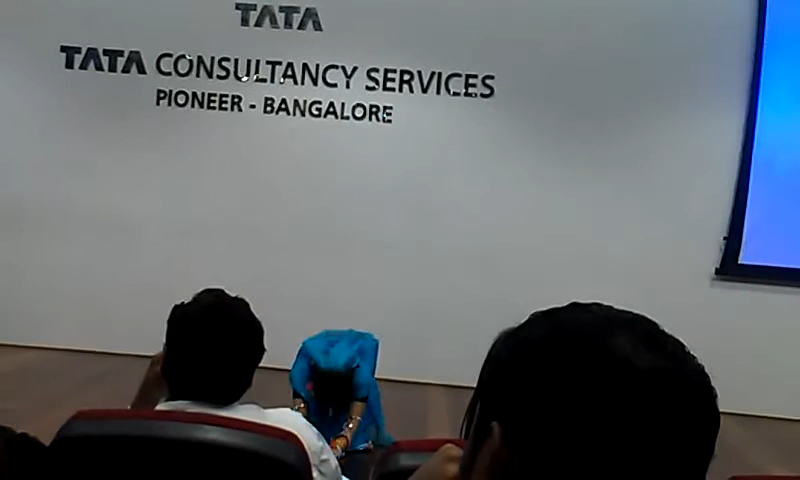 TATA
TATA CONSULTANCY SERVICES
PIONEER - BANGALORE